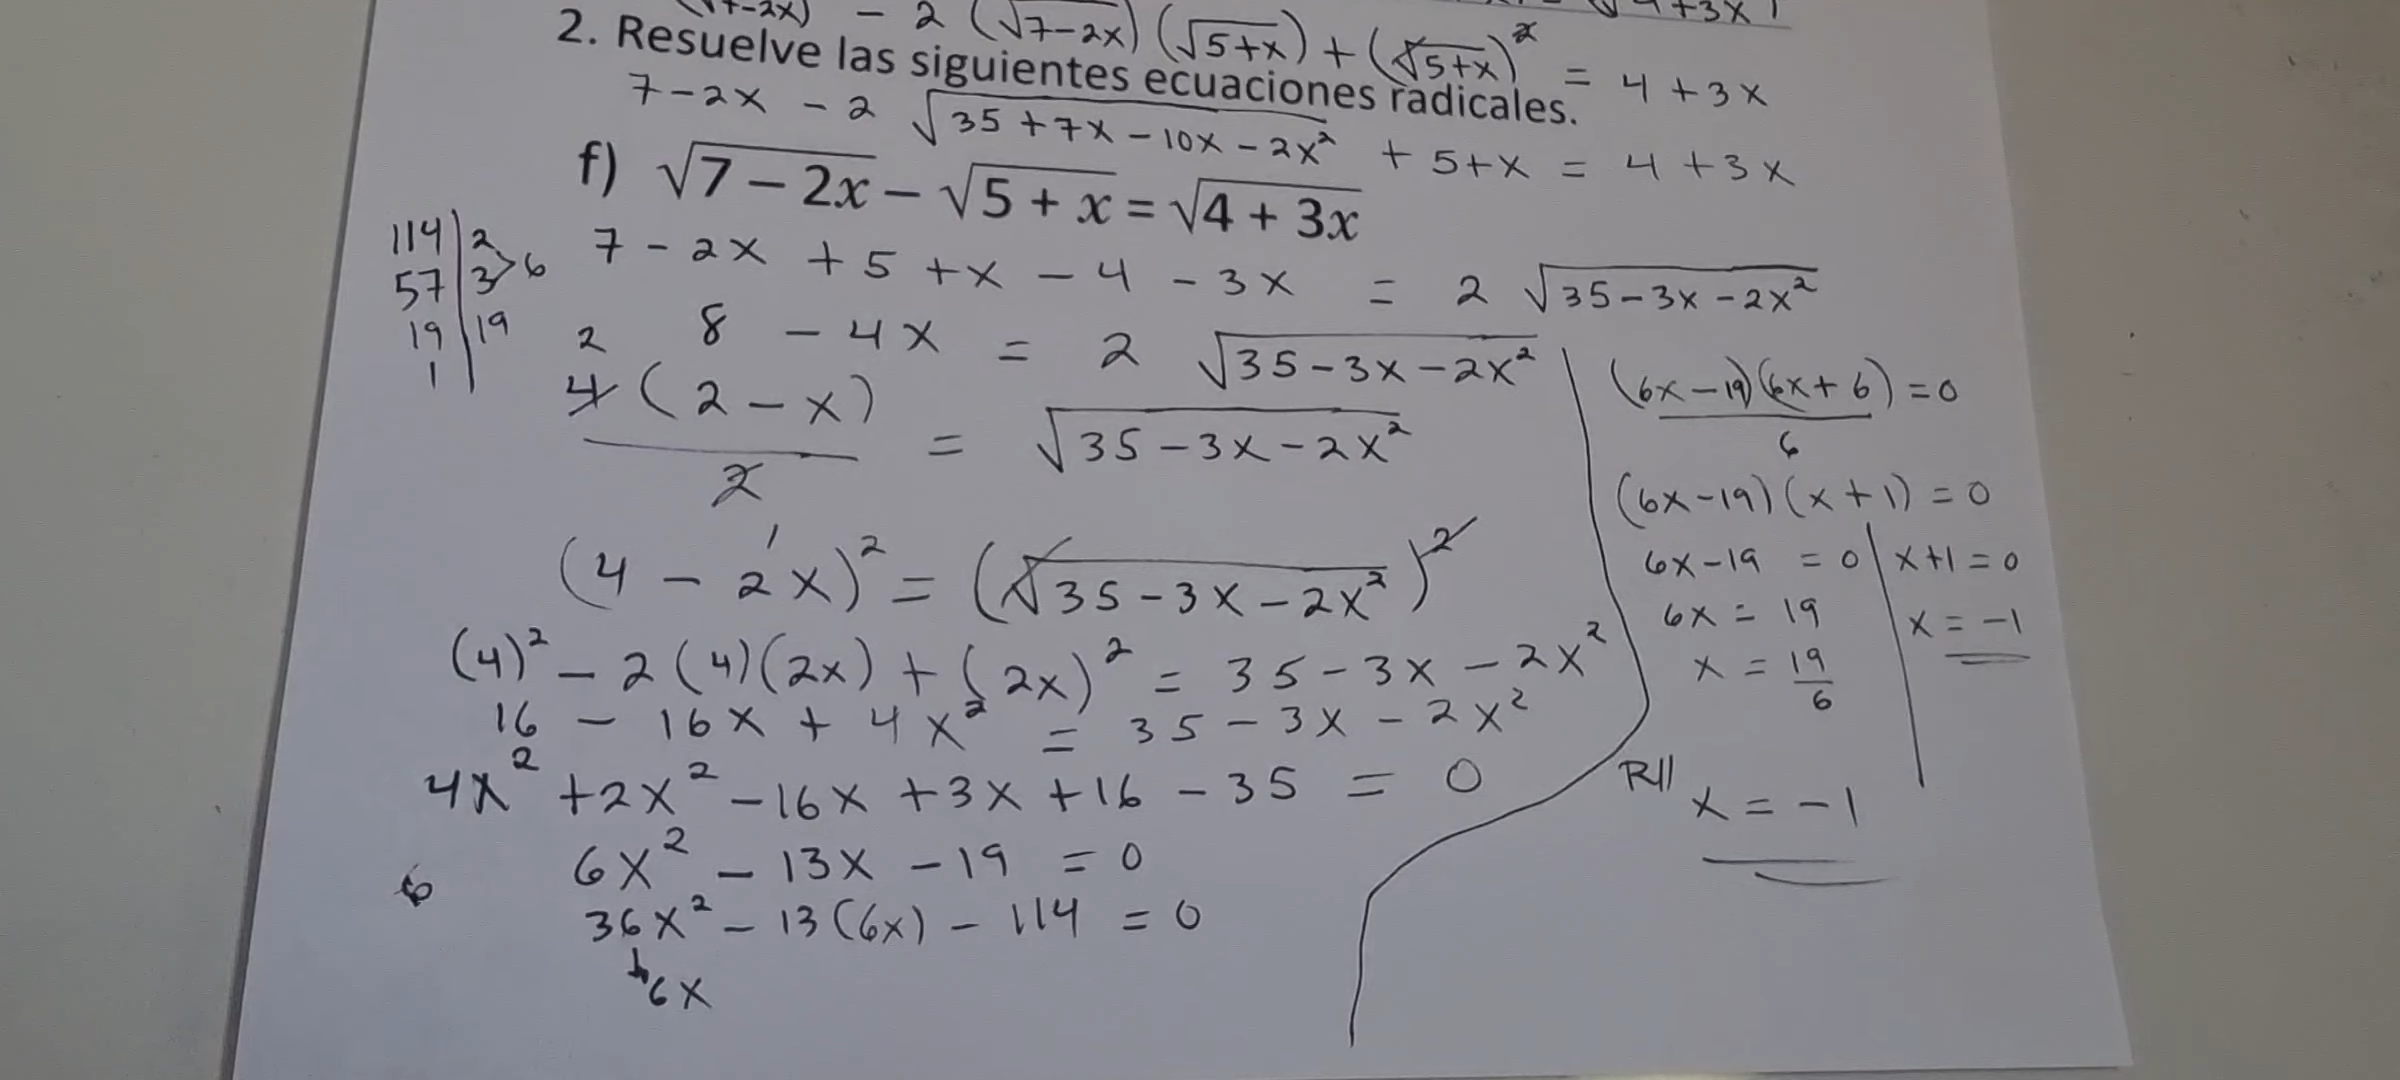 (√7-2x) - 2 (√7-2x) (√5+x) + (√5+x)² = 4 + 3x
√4+3x
2. Resuelve las siguientes ecuaciones radicales.
7-2x - 2 √35+7x-10x-2x² + 5+x = 4+3x
f) √7 − 2x − √5 + x = √4 + 3x
114 | 2
57 | 3 > 6
19 | 19
1
7 - 2x + 5 + x - 4 - 3x = 2 √35-3x-2x²
8 - 4x = 2 √35-3x-2x²
2
4 (2-x)
2
= √35-3x-2x²
1
(4 - 2x)² = (√35-3x-2x²)²
(4)² - 2(4)(2x) + (2x)² = 35-3x-2x²
16 - 16x + 4x² = 35-3x-2x²
4x² + 2x² - 16x + 3x + 16 - 35 = 0
6x² - 13x - 19 = 0
6
36x² - 13(6x) - 114 = 0
6x
(6x-19)(6x+6) = 0
6
(6x-19)(x+1) = 0
6x-19 = 0 | x+1 = 0
6x = 19 | x = -1
x = 19/6
R// x = -1